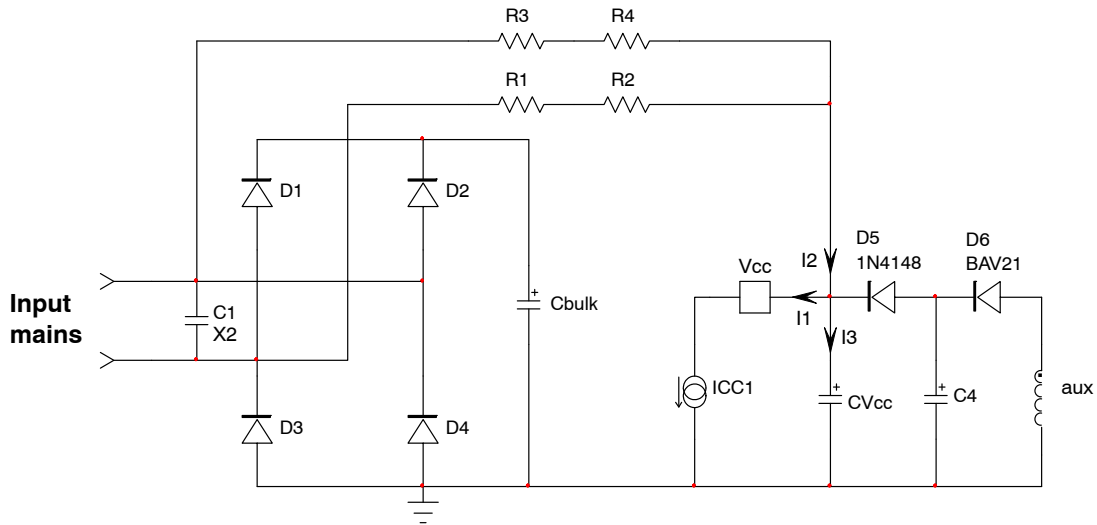 R3 R4
R1 R2
D1 D2
D5 D6
1N4148 BAV21
Vcc I2
Input
mains
C1
X2
+
Cbulk
I1
I3
ICC1
+
CVcc
+
C4
aux
D3 D4